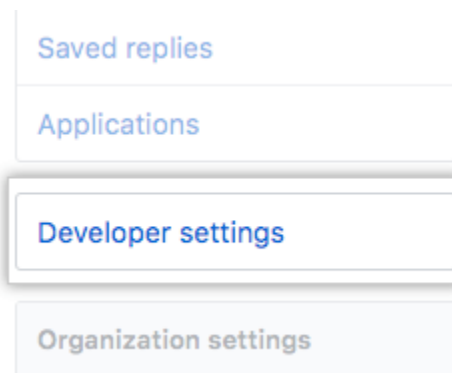 Saved replies
Applications
Developer settings
Organization settings